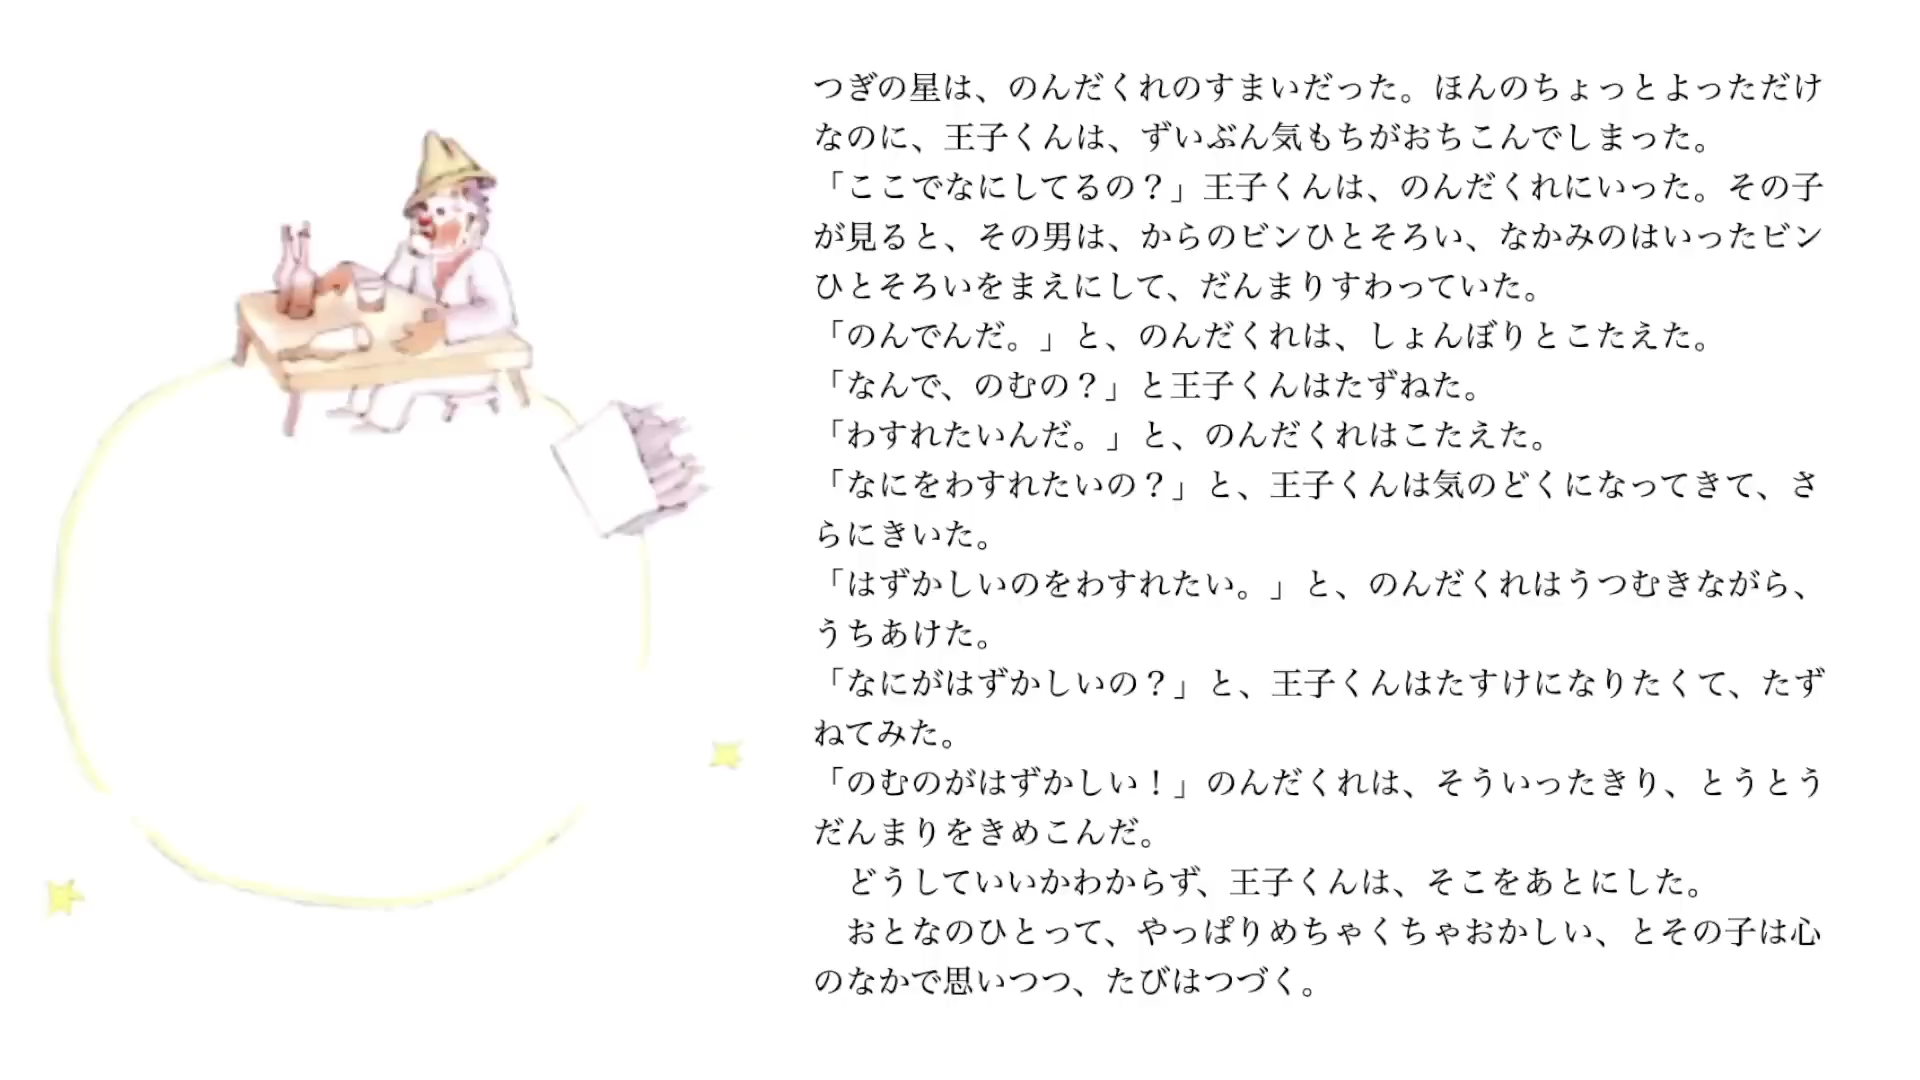 つぎの星は、のんだくれのすまいだった。ほんのちょっとよっただけ
なのに、王子くんは、ずいぶん気もちがおちこんでしまった。
「ここでなにしてるの？」王子くんは、のんだくれにいった。その子
が見ると、その男は、からのビンひとそろい、なかみのはいったビン
ひとそろいをまえにして、だんまりすわっていた。
「のんでんだ。」と、のんだくれは、しょんぼりとこたえた。
「なんで、のむの？」と王子くんはたずねた。
「わすれたいんだ。」と、のんだくれはこたえた。
「なにをわすれたいの？」と、王子くんは気のどくになってきて、さ
らにきいた。
「はずかしいのをわすれたい。」と、のんだくれはうつむきながら、
うちあけた。
「なにがはずかしいの？」と、王子くんはたすけになりたくて、たず
ねてみた。
「のむのがはずかしい！」のんだくれは、そういったきり、とうとう
だんまりをきめこんだ。
　どうしていいかわからず、王子くんは、そこをあとにした。
　おとなのひとって、やっぱりめちゃくちゃおかしい、とその子は心
のなかで思いつつ、たびはつづく。